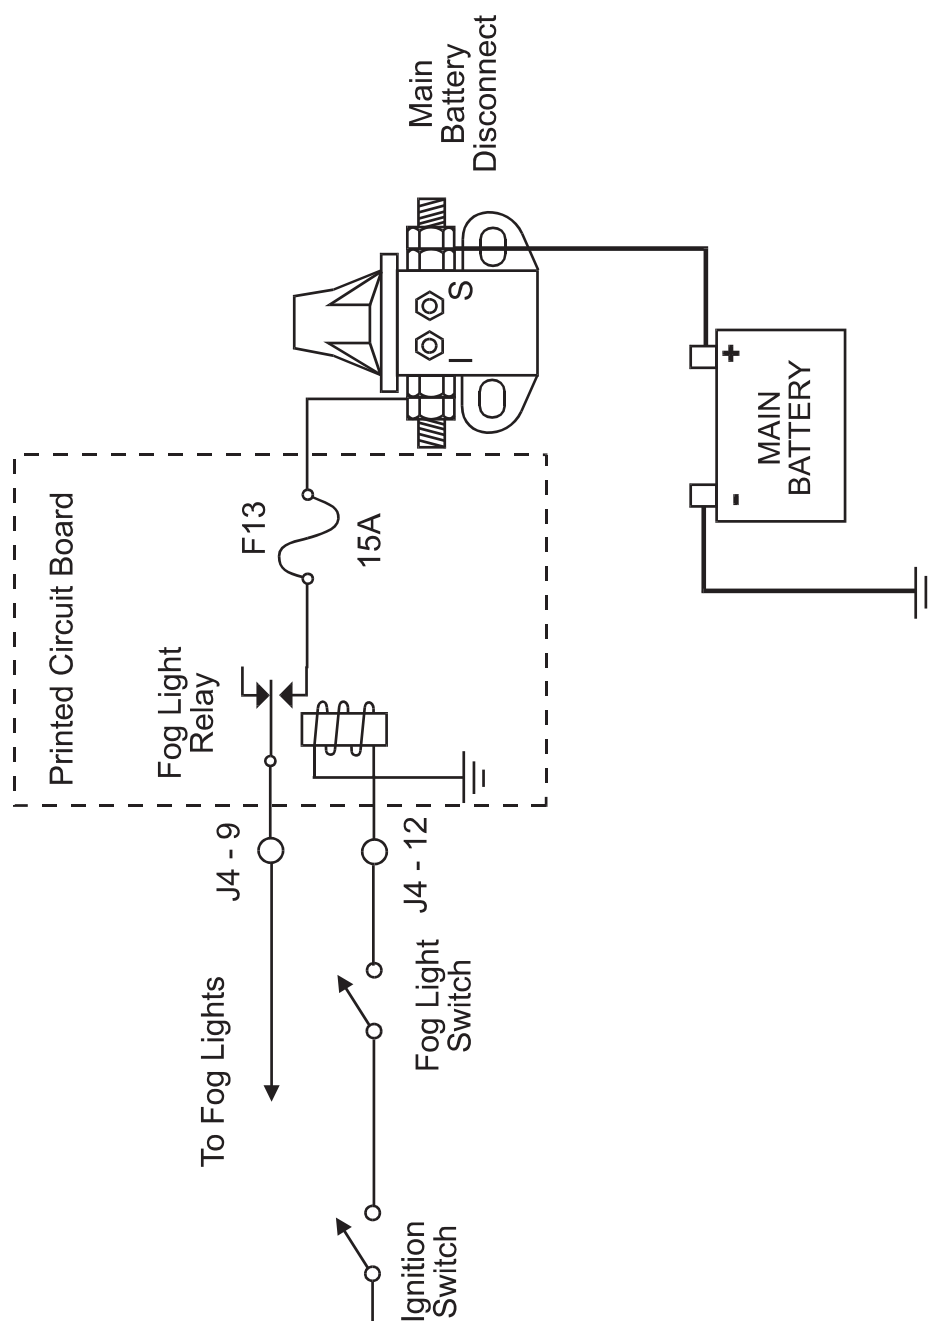 Main
Battery
Disconnect
S
I
+
-
MAIN
BATTERY
Printed Circuit Board
F13
15A
Fog Light
Relay
J4 - 9
J4 - 12
To Fog Lights
Fog Light
Switch
Ignition
Switch